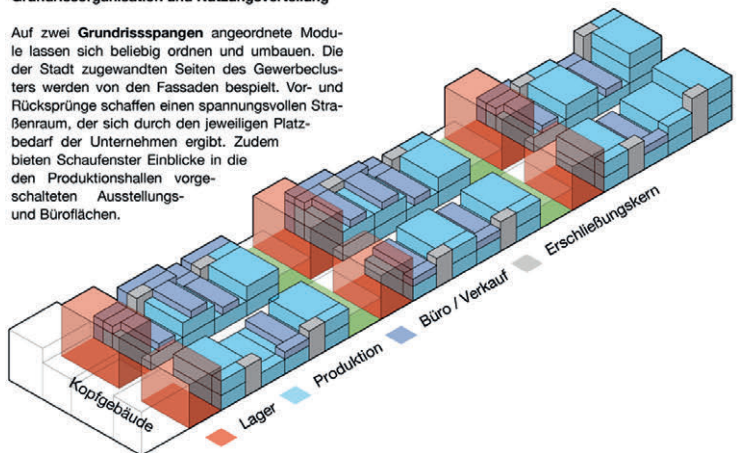 Grundrissorganisation und Nutzungsverteilung
Auf zwei Grundrissspangen angeordnete Modu-
le lassen sich beliebig ordnen und umbauen. Die
der Stadt zugewandten Seiten des Gewerbeclus-
ters werden von den Fassaden bespielt. Vor- und
Rücksprünge schaffen einen spannungsvollen Stra-
ßenraum, der sich durch den jeweiligen Platz-
bedarf der Unternehmen ergibt. Zudem
bieten Schaufenster Einblicke in die
den Produktionshallen vorge-
schalteten Ausstellungs-
und Büroflächen.
Kopfgebäude
Lager
Produktion
Büro / Verkauf
Erschließungskern